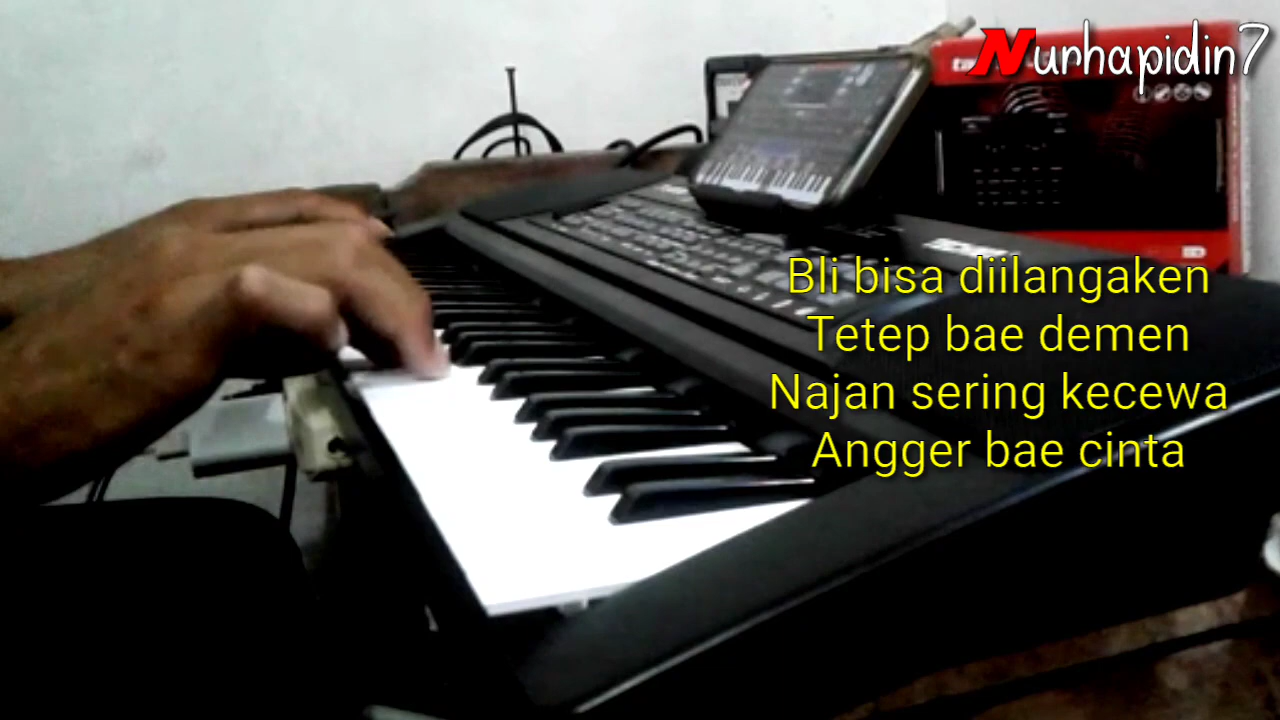 Nurhapidin7
Bli bisa diilangaken
Tetep bae demen
Najan sering kecewa
Angger bae cinta